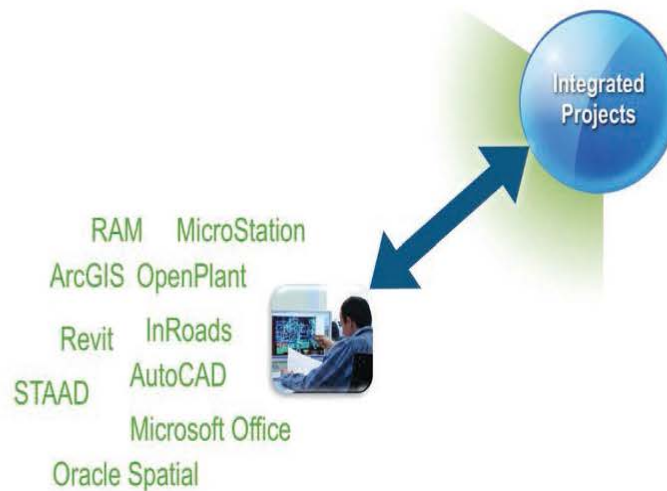 Integrated
Projects
RAM MicroStation
ArcGIS OpenPlant
Revit InRoads
STAAD AutoCAD
Microsoft Office
Oracle Spatial